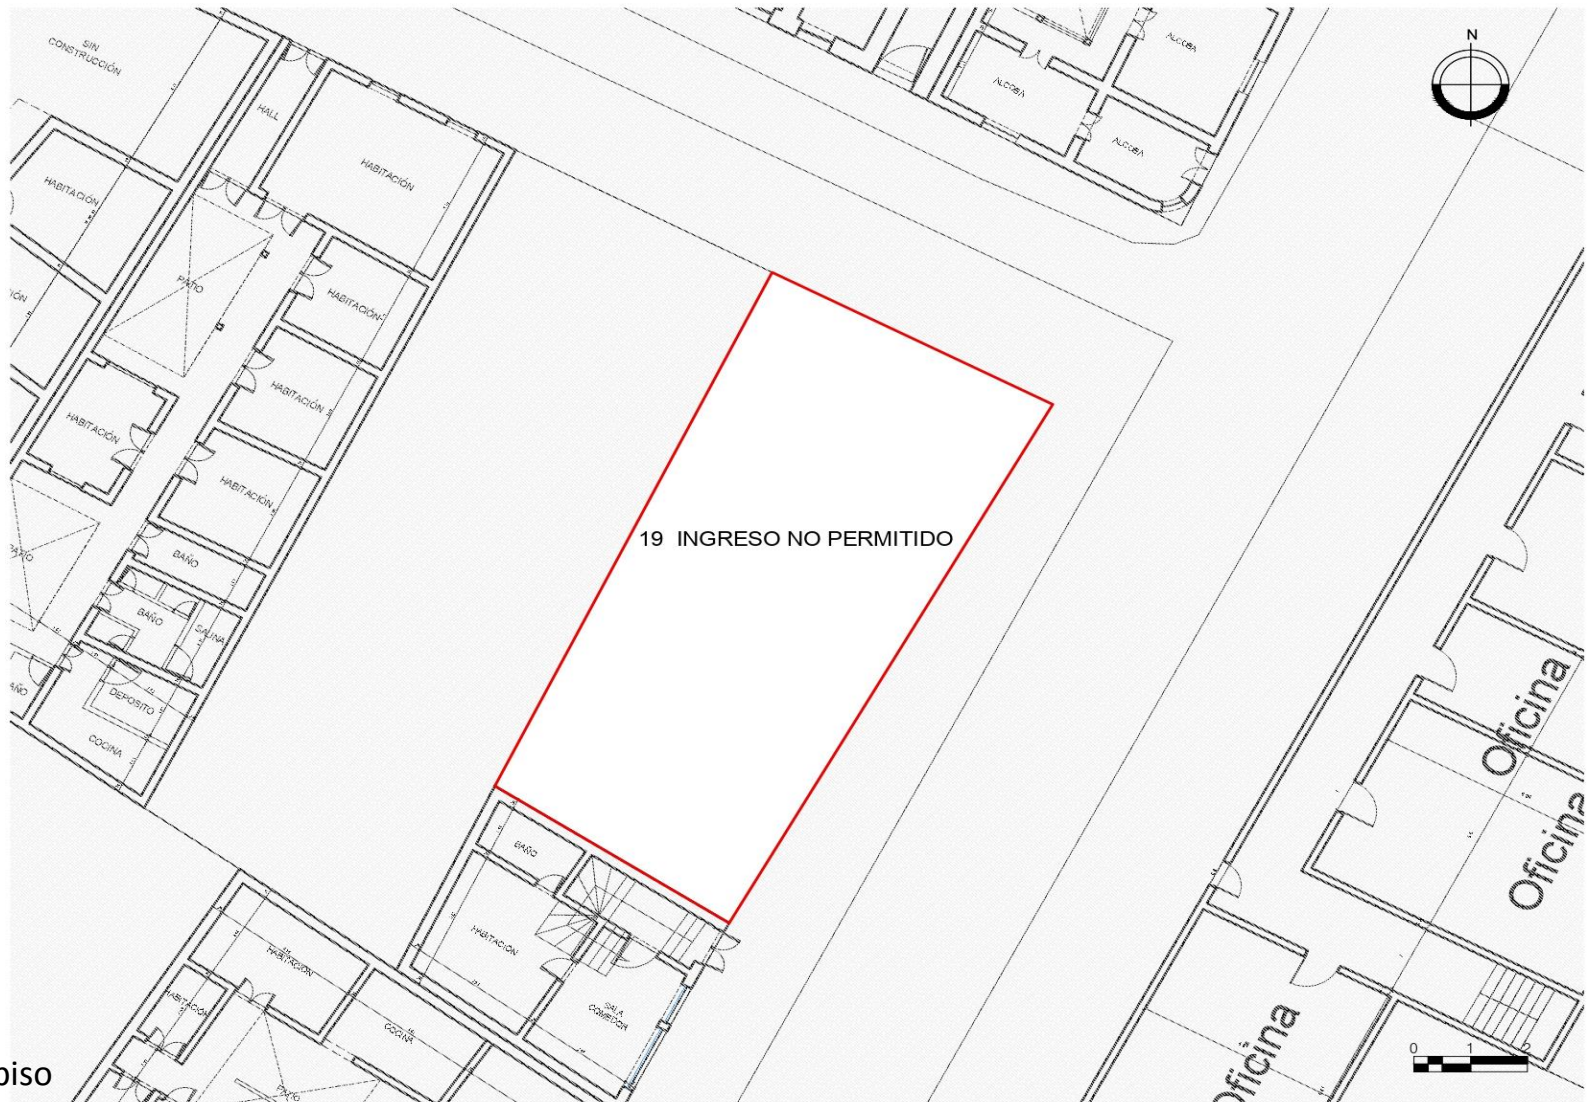 N
SIN
CONSTRUCCIÓN
HALL
ALCOBA
ALCOBA
ALCOBA
HABITACIÓN
HABITACIÓN
PATIO
HABITACIÓN
HABITACIÓN
HABITACIÓN
HABITACIÓN
19 INGRESO NO PERMITIDO
BAÑO
BAÑO
SALINA
DEPOSITO
COCINA
Oficina
Oficina
BAÑO
HABITACIÓN
SALA
COMEDOR
HABITACIÓN
HABITACIÓN
COCINA
PATIO
Oficina
0 1 2
piso